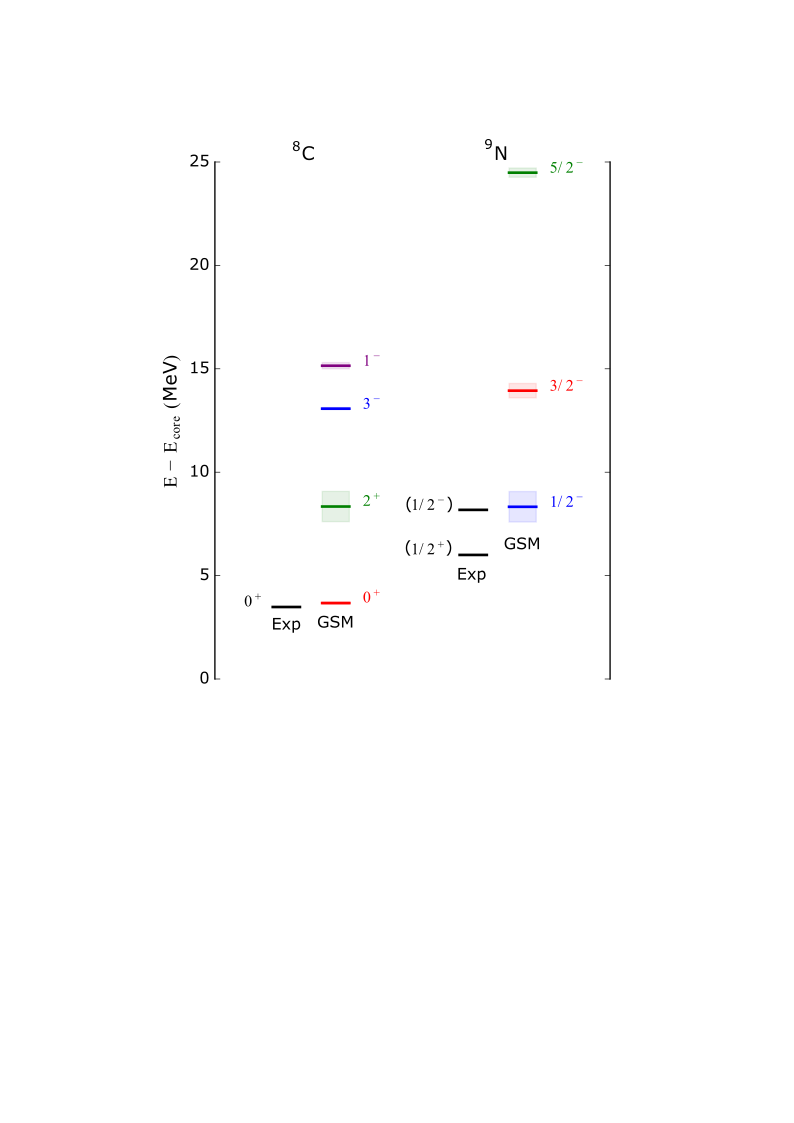 ⁸C
⁹N
25
20
15
10
5
0
E − E_core (MeV)
1⁻
3⁻
2⁺
0⁺
0⁺
Exp
GSM
5/2⁻
3/2⁻
(1/2⁻)
1/2⁻
(1/2⁺)
GSM
Exp